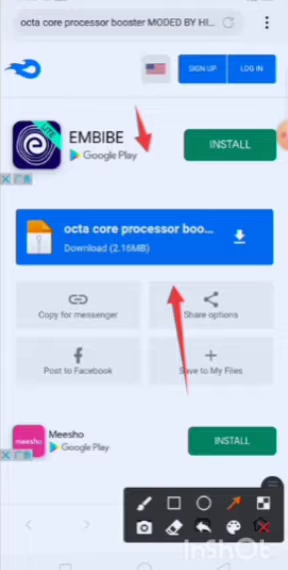 octa core processor booster MODED BY HI...
SIGN UP
LOG IN
LITE
EMBIBE
Google Play
INSTALL
octa core processor boo...
Download (2.16MB)
Copy for messenger
Share options
Post to Facebook
Save to My Files
meesho
Meesho
Google Play
INSTALL
InShOt